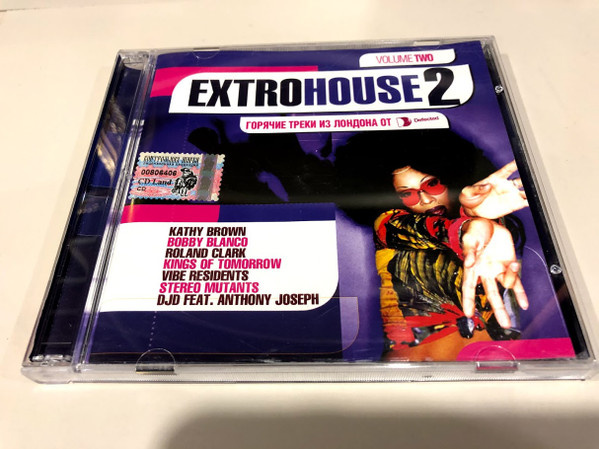 VOLUME TWO
EXTROHOUSE 2
ГОРЯЧИЕ ТРЕКИ ИЗ ЛОНДОНА ОТ Defected
00806406
CD Land
CD
KATHY BROWN
BOBBY BLANCO
ROLAND CLARK
KINGS OF TOMORROW
VIBE RESIDENTS
STEREO MUTANTS
DJD FEAT. ANTHONY JOSEPH